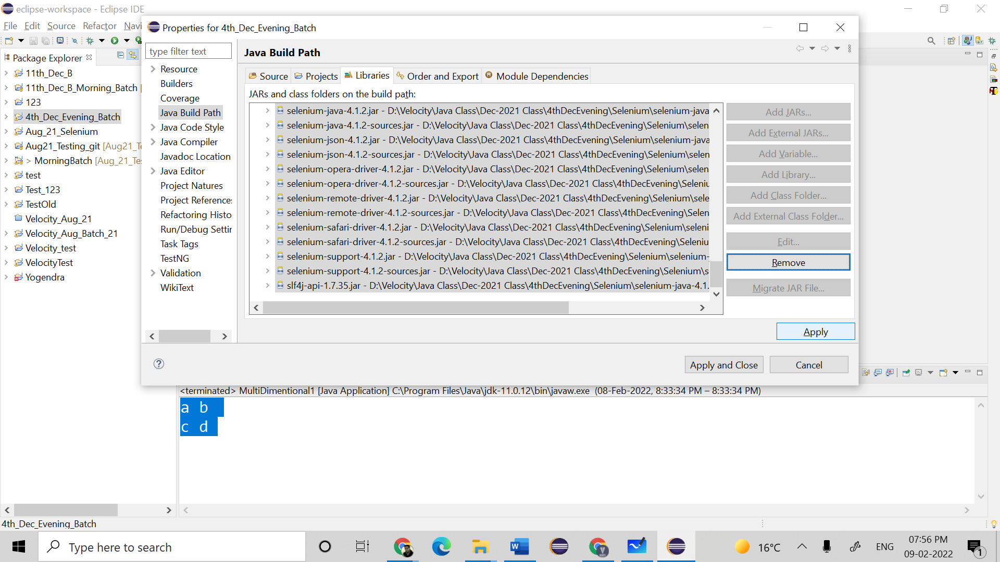 eclipse-workspace - Eclipse IDE
File Edit Source Refactor Navi
Package Explorer
11th_Dec_B
11th_Dec_B_Morning_Batch [
123
4th_Dec_Evening_Batch
Aug_21_Selenium
Aug21_Testing_git [Aug21_Te
> MorningBatch [Aug_21_Tes
test
Test_123
TestOld
Velocity_Aug_21
Velocity_Aug_Batch_21
Velocity_test
VelocityTest
Yogendra
Properties for 4th_Dec_Evening_Batch
type filter text
Resource
Builders
Coverage
Java Build Path
Java Code Style
Java Compiler
Javadoc Location
Java Editor
Project Natures
Project References
Refactoring Histo
Run/Debug Settin
Task Tags
TestNG
Validation
WikiText
Java Build Path
Source Projects Libraries Order and Export Module Dependencies
JARs and class folders on the build path:
selenium-java-4.1.2.jar - D:\Velocity\Java Class\Dec-2021 Class\4thDecEvening\Selenium\selenium-java
selenium-java-4.1.2-sources.jar - D:\Velocity\Java Class\Dec-2021 Class\4thDecEvening\Selenium\selen
selenium-json-4.1.2.jar - D:\Velocity\Java Class\Dec-2021 Class\4thDecEvening\Selenium\selenium-java
selenium-json-4.1.2-sources.jar - D:\Velocity\Java Class\Dec-2021 Class\4thDecEvening\Selenium\selen
selenium-opera-driver-4.1.2.jar - D:\Velocity\Java Class\Dec-2021 Class\4thDecEvening\Selenium\selen
selenium-opera-driver-4.1.2-sources.jar - D:\Velocity\Java Class\Dec-2021 Class\4thDecEvening\Seleniu
selenium-remote-driver-4.1.2.jar - D:\Velocity\Java Class\Dec-2021 Class\4thDecEvening\Selenium\sele
selenium-remote-driver-4.1.2-sources.jar - D:\Velocity\Java Class\Dec-2021 Class\4thDecEvening\Selen
selenium-safari-driver-4.1.2.jar - D:\Velocity\Java Class\Dec-2021 Class\4thDecEvening\Selenium\seleni
selenium-safari-driver-4.1.2-sources.jar - D:\Velocity\Java Class\Dec-2021 Class\4thDecEvening\Seleniu
selenium-support-4.1.2.jar - D:\Velocity\Java Class\Dec-2021 Class\4thDecEvening\Selenium\selenium-
selenium-support-4.1.2-sources.jar - D:\Velocity\Java Class\Dec-2021 Class\4thDecEvening\Selenium\s
slf4j-api-1.7.35.jar - D:\Velocity\Java Class\Dec-2021 Class\4thDecEvening\Selenium\selenium-java-4.1.
Add JARs...
Add External JARs...
Add Variable...
Add Library...
Add Class Folder...
Add External Class Folder...
Edit...
Remove
Migrate JAR File...
Apply
Apply and Close
Cancel
<terminated> MultiDimentional1 [Java Application] C:\Program Files\Java\jdk-11.0.12\bin\javaw.exe (08-Feb-2022, 8:33:34 PM – 8:33:34 PM)
a b
c d
4th_Dec_Evening_Batch
Type here to search
16°C
ENG
07:56 PM
09-02-2022
1